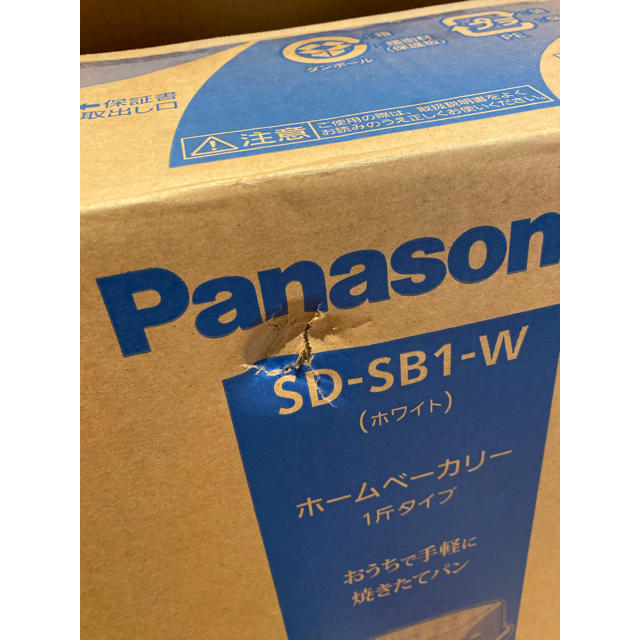 ←保証書
取出し口
ダンボール
プラ
PE
注意
ご使用の際は、取扱説明書をよく
お読みのうえ正しくお使いください。
Panason
SD-SB1-W
(ホワイト)
ホームベーカリー
1斤タイプ
おうちで手軽に
焼きたてパン